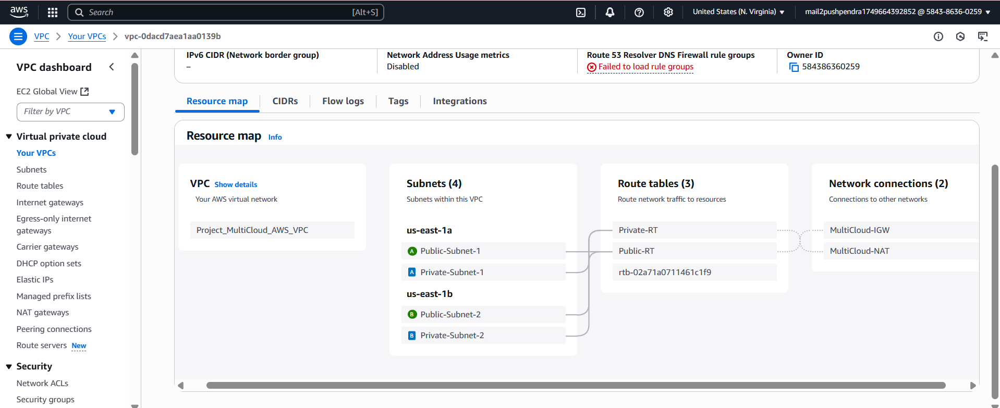 aws
Search [Alt+S]
United States (N. Virginia)
mail2pushpendra1749664392852 @ 5843-8636-0259
VPC > Your VPCs > vpc-0dacd7aea1aa0139b
VPC dashboard
EC2 Global View
Filter by VPC
Virtual private cloud
Your VPCs
Subnets
Route tables
Internet gateways
Egress-only internet
gateways
Carrier gateways
DHCP option sets
Elastic IPs
Managed prefix lists
NAT gateways
Peering connections
Route servers New
Security
Network ACLs
Security groups
IPv6 CIDR (Network border group)
–
Network Address Usage metrics
Disabled
Route 53 Resolver DNS Firewall rule groups
Failed to load rule groups
Owner ID
584386360259
Resource map
CIDRs
Flow logs
Tags
Integrations
Resource map Info
VPC Show details
Your AWS virtual network
Project_MultiCloud_AWS_VPC
Subnets (4)
Subnets within this VPC
us-east-1a
A Public-Subnet-1
A Private-Subnet-1
us-east-1b
B Public-Subnet-2
B Private-Subnet-2
Route tables (3)
Route network traffic to resources
Private-RT
Public-RT
rtb-02a71a0711461c1f9
Network connections (2)
Connections to other networks
MultiCloud-IGW
MultiCloud-NAT